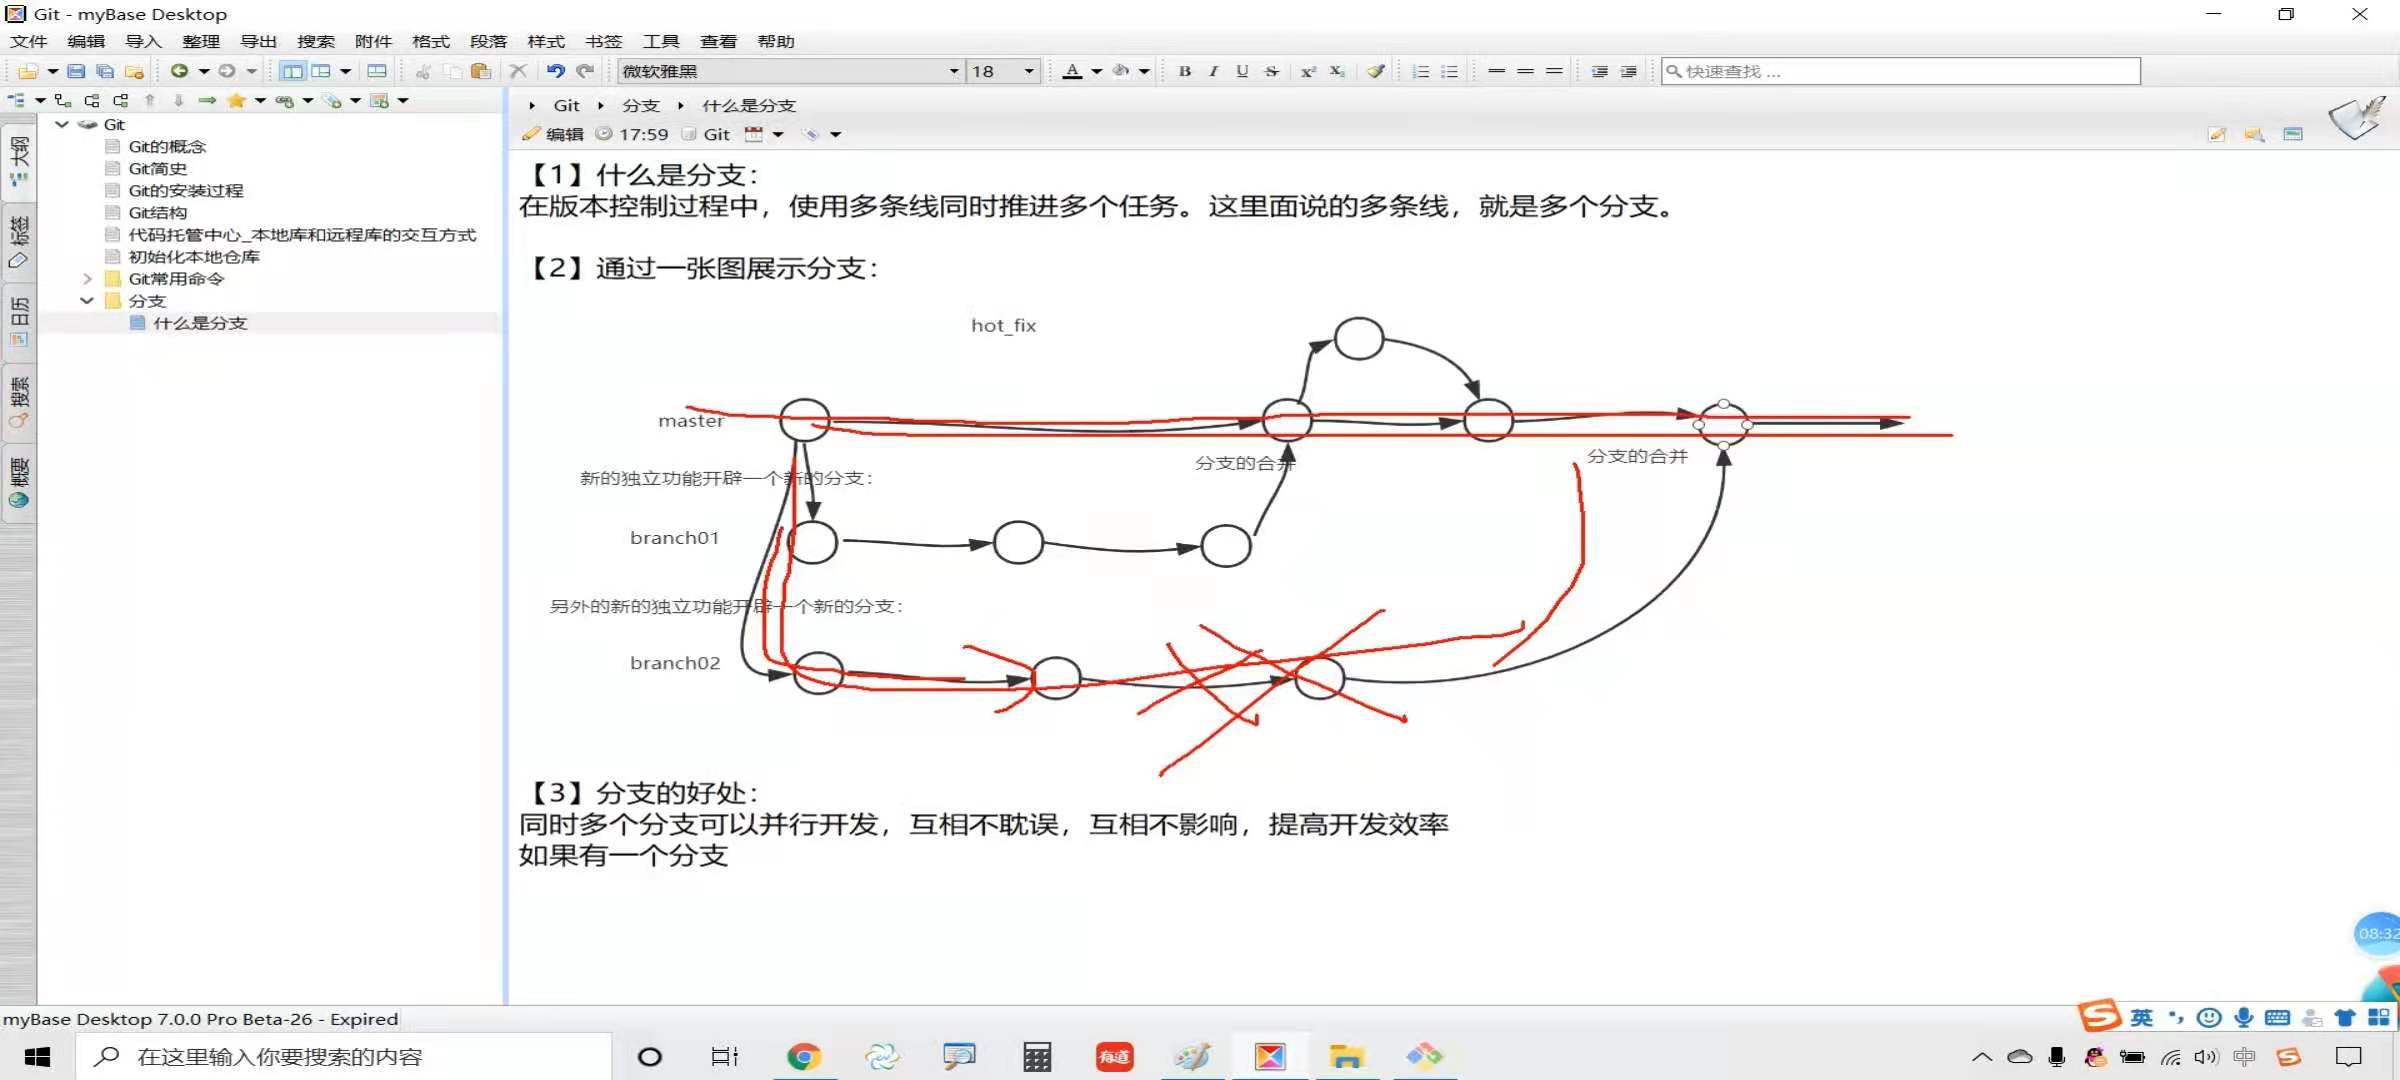 Git - myBase Desktop
文件 编辑 导入 整理 导出 搜索 附件 格式 段落 样式 书签 工具 查看 帮助
微软雅黑 18 A B I U S x² X₂ 快速查找 ...
大纲
标签
日历
搜索
概要
Git
Git的概念
Git简史
Git的安装过程
Git结构
代码托管中心_本地库和远程库的交互方式
初始化本地仓库
Git常用命令
分支
什么是分支
Git 分支 什么是分支
编辑 17:59 Git
【1】什么是分支：
在版本控制过程中，使用多条线同时推进多个任务。这里面说的多条线，就是多个分支。
【2】通过一张图展示分支：
hot_fix
master
新的独立功能开辟一个新的分支：
分支的合并
分支的合并
branch01
另外的新的独立功能开辟一个新的分支：
branch02
【3】分支的好处：
同时多个分支可以并行开发，互相不耽误，互相不影响，提高开发效率
如果有一个分支
08:32
myBase Desktop 7.0.0 Pro Beta-26 - Expired
S 英
在这里输入你要搜索的内容
有道
中 S